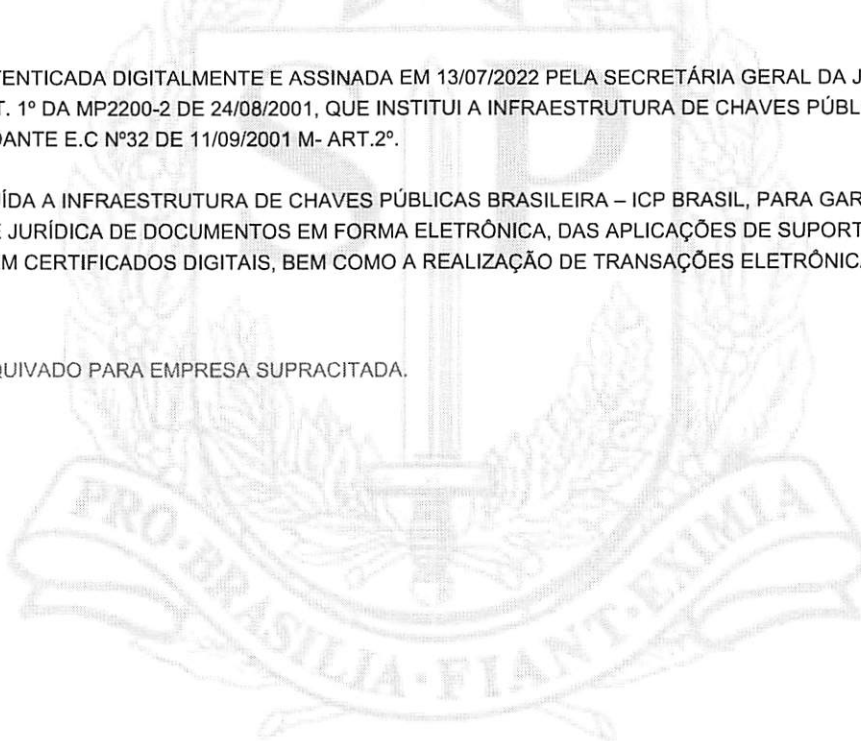 TENTICADA DIGITALMENTE E ASSINADA EM 13/07/2022 PELA SECRETÁRIA GERAL DA J
T. 1º DA MP2200-2 DE 24/08/2001, QUE INSTITUI A INFRAESTRUTURA DE CHAVES PÚBL
DANTE E.C Nº32 DE 11/09/2001 M- ART.2º.
ÍDA A INFRAESTRUTURA DE CHAVES PÚBLICAS BRASILEIRA – ICP BRASIL, PARA GAR
E JURÍDICA DE DOCUMENTOS EM FORMA ELETRÔNICA, DAS APLICAÇÕES DE SUPORT
EM CERTIFICADOS DIGITAIS, BEM COMO A REALIZAÇÃO DE TRANSAÇÕES ELETRÔNICA
QUIVADO PARA EMPRESA SUPRACITADA.
SP
PRO·BRASILIA·FIANT·EXIMIA